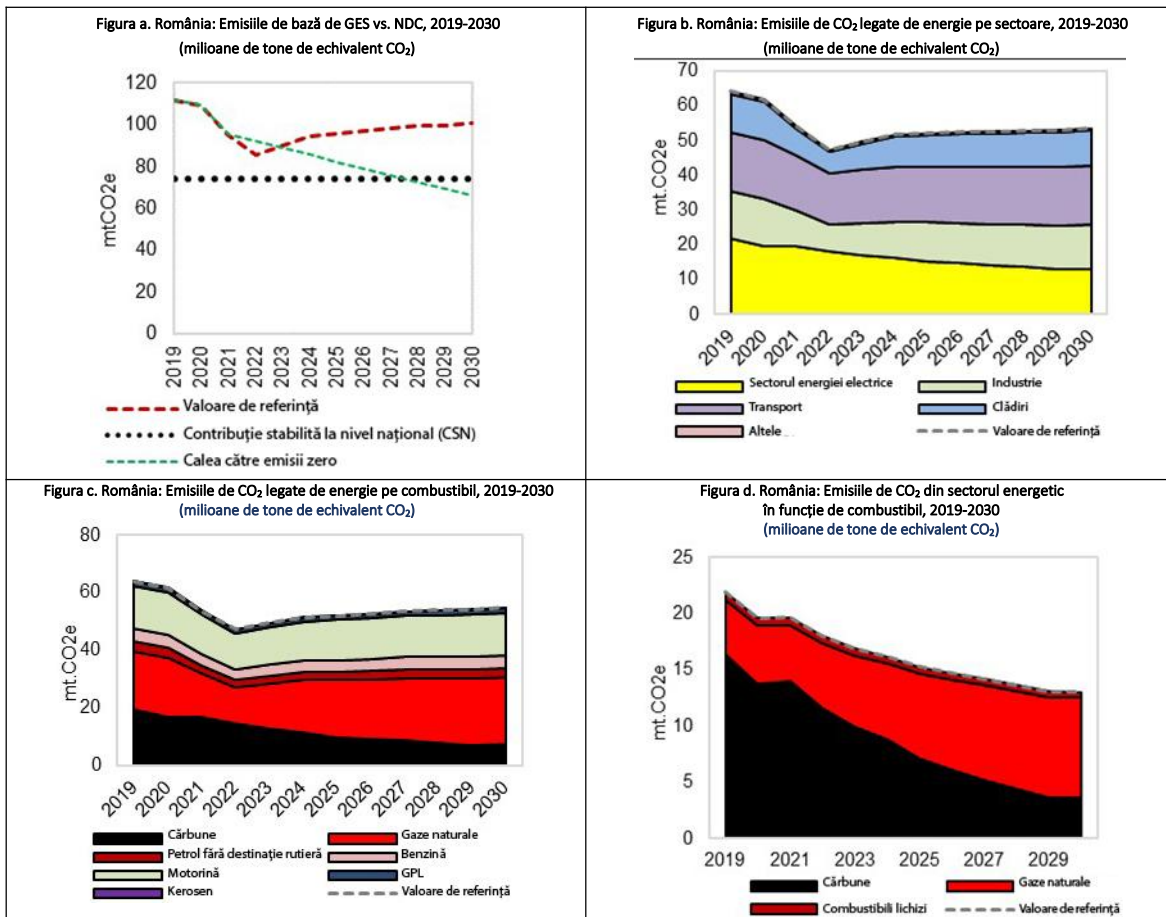 Figura a. România: Emisiile de bază de GES vs. NDC, 2019-2030
(milioane de tone de echivalent CO₂)
mtCO2e
120
100
80
60
40
20
0
2019 2020 2021 2022 2023 2024 2025 2026 2027 2028 2029 2030
Valoare de referință
Contribuție stabilită la nivel național (CSN)
Calea către emisii zero
Figura b. România: Emisiile de CO₂ legate de energie pe sectoare, 2019-2030
(milioane de tone de echivalent CO₂)
mt.CO2e
70
60
50
40
30
20
10
0
2019 2020 2021 2022 2023 2024 2025 2026 2027 2028 2029 2030
Sectorul energiei electrice Industrie
Transport Clădiri
Altele Valoare de referință
Figura c. România: Emisiile de CO₂ legate de energie pe combustibil, 2019-2030
(milioane de tone de echivalent CO₂)
mt.CO2e
80
60
40
20
0
2019 2020 2021 2022 2023 2024 2025 2026 2027 2028 2029 2030
Cărbune Gaze naturale
Petrol fără destinație rutieră Benzină
Motorină GPL
Kerosen Valoare de referință
Figura d. România: Emisiile de CO₂ din sectorul energetic
în funcție de combustibil, 2019-2030
(milioane de tone de echivalent CO₂)
mt.CO2e
25
20
15
10
5
0
2019 2021 2023 2025 2027 2029
Cărbune Gaze naturale
Combustibili lichizi Valoare de referință